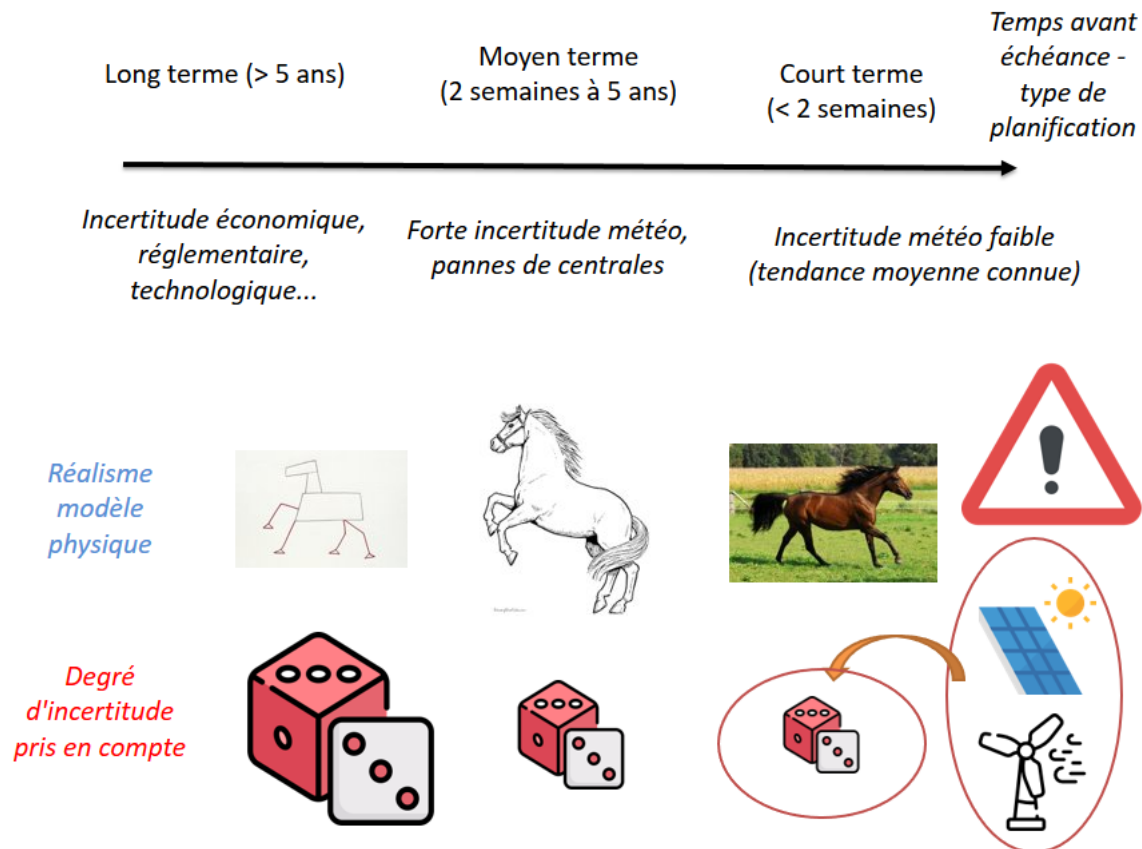 Long terme (> 5 ans)
Moyen terme
(2 semaines à 5 ans)
Court terme
(< 2 semaines)
Temps avant
échéance -
type de
planification
Incertitude économique,
réglementaire,
technologique...
Forte incertitude météo,
pannes de centrales
Incertitude météo faible
(tendance moyenne connue)
Réalisme
modèle
physique
Degré
d'incertitude
pris en compte